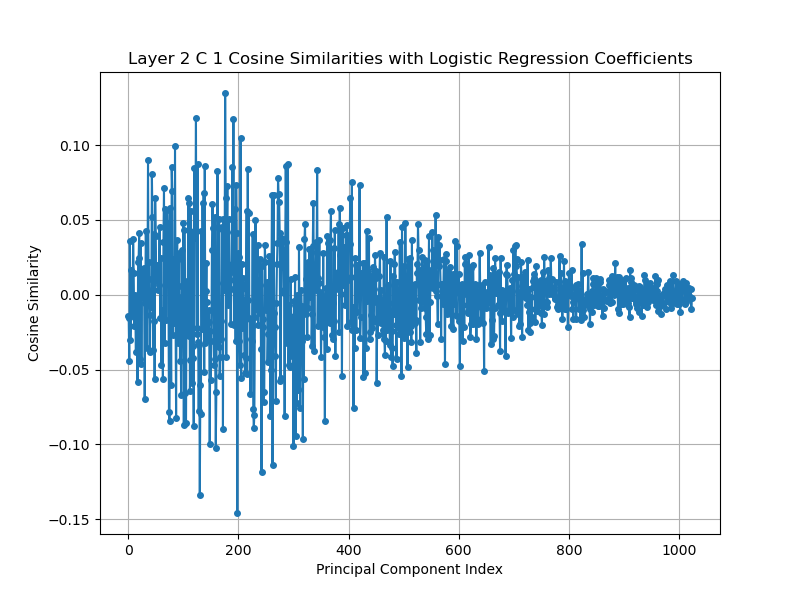 Layer 2 C 1 Cosine Similarities with Logistic Regression Coefficients
0.10
0.05
0.00
−0.05
−0.10
−0.15
Cosine Similarity
0 200 400 600 800 1000
Principal Component Index